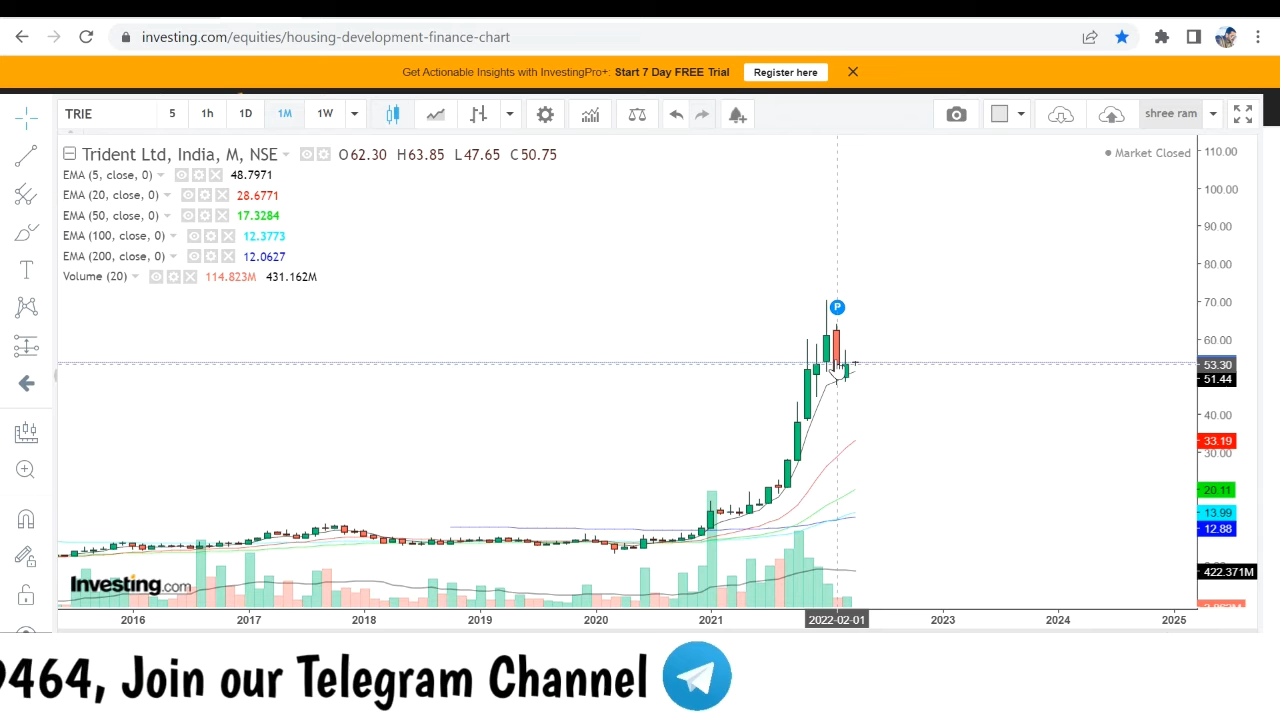 investing.com/equities/housing-development-finance-chart
Get Actionable Insights with InvestingPro+: Start 7 Day FREE Trial
Register here
TRIE 5 1h 1D 1M 1W
shree ram
Trident Ltd, India, M, NSE O62.30 H63.85 L47.65 C50.75
Market Closed
EMA (5, close, 0) 48.7971
EMA (20, close, 0) 28.6771
EMA (50, close, 0) 17.3284
EMA (100, close, 0) 12.3773
EMA (200, close, 0) 12.0627
Volume (20) 114.823M 431.162M
P
110.00
100.00
90.00
80.00
70.00
60.00
53.30
51.44
40.00
33.19
30.00
20.11
13.99
12.88
422.371M
Investing.com
2016 2017 2018 2019 2020 2021 2022-02-01 2023 2024 2025
9464, Join our Telegram Channel